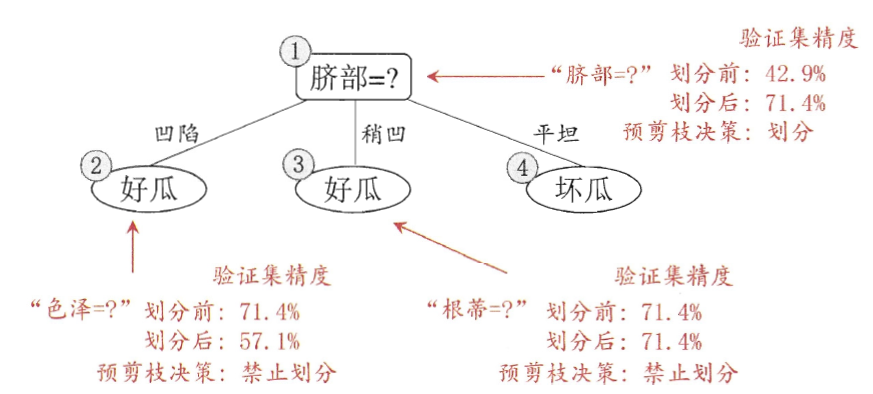 验证集精度
①
脐部=?
“脐部=?” 划分前: 42.9%
划分后: 71.4%
预剪枝决策: 划分
凹陷
稍凹
平坦
②
好瓜
③
好瓜
④
坏瓜
验证集精度
“色泽=?” 划分前: 71.4%
划分后: 57.1%
预剪枝决策: 禁止划分
验证集精度
“根蒂=?” 划分前: 71.4%
划分后: 71.4%
预剪枝决策: 禁止划分